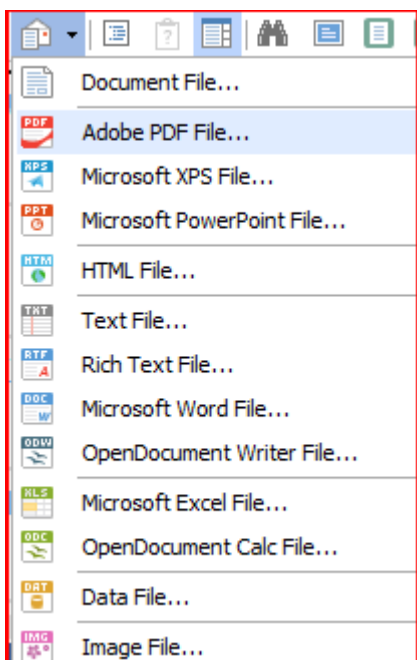 Document File...
PDF
Adobe PDF File...
XPS
Microsoft XPS File...
PPT
Microsoft PowerPoint File...
HTM
HTML File...
TXT
Text File...
RTF
A
Rich Text File...
DOC
W
Microsoft Word File...
ODW
OpenDocument Writer File...
XLS
Microsoft Excel File...
ODC
OpenDocument Calc File...
DAT
Data File...
IMG
Image File...